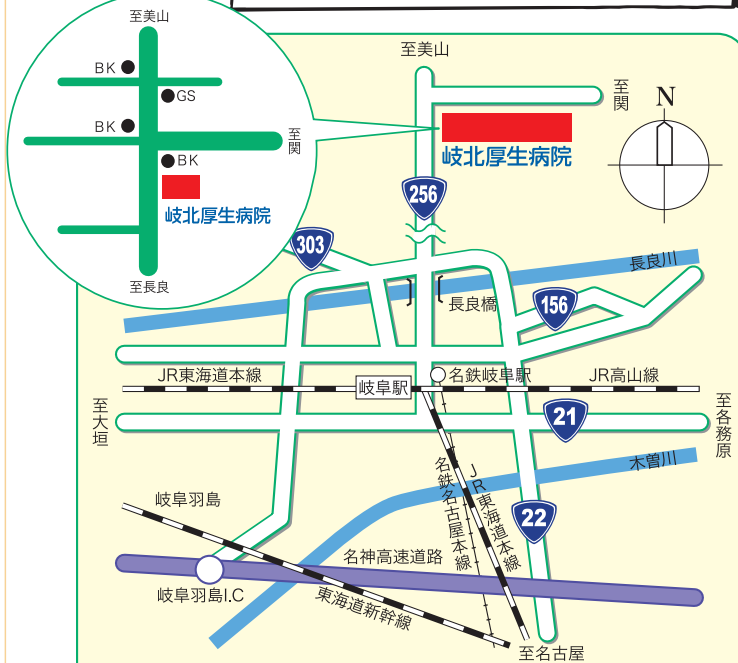 至美山
BK
GS
BK
至関
BK
岐北厚生病院
至長良
至美山
至関
N
岐北厚生病院
256
303
長良川
長良橋
156
JR東海道本線
岐阜駅
名鉄岐阜駅
JR高山線
至大垣
至各務原
21
木曽川
名鉄名古屋本線
JR東海道本線
岐阜羽島
22
名神高速道路
岐阜羽島I.C
東海道新幹線
至名古屋